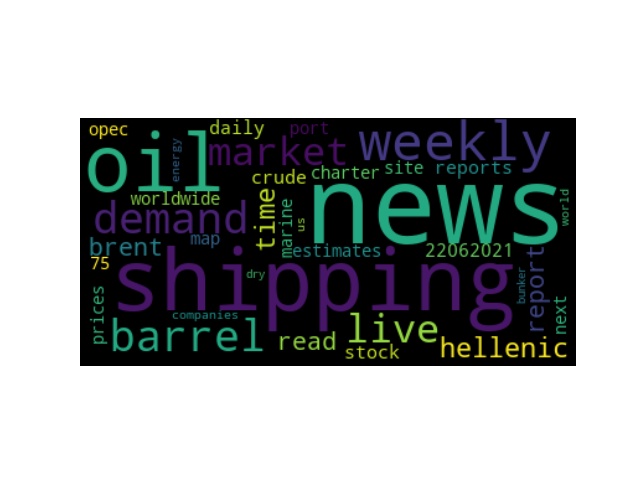 opec
daily
port
weekly
oil
energy
market
crude
charter
site
reports
worldwide
news
world
demand
time
marine
us
brent
map
estimates
22062021
75
shipping
dry
bunker
report
next
prices
companies
barrel
read
live
stock
hellenic